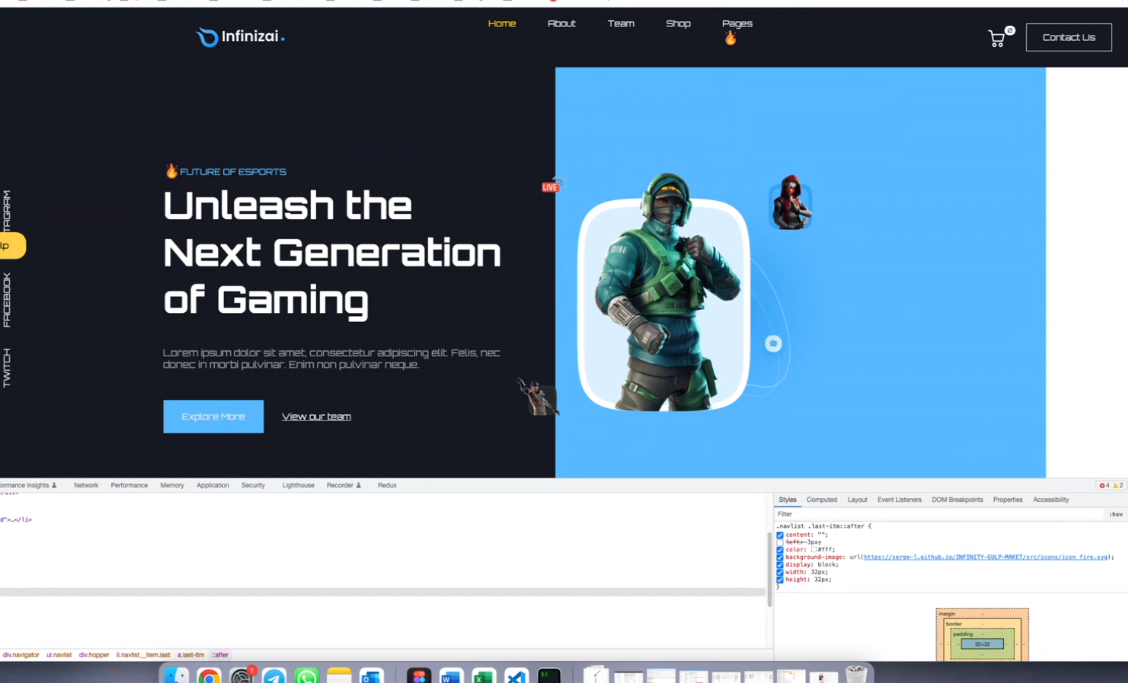 Infinizai.
Home
About
Team
Shop
Pages
Contact Us
FUTURE OF ESPORTS
Unleash the
Next Generation
of Gaming
Lorem ipsum dolor sit amet, consectetur adipiscing elit. Felis, nec
donec in morbi pulvinar. Enim non pulvinar neque.
Explore More
View our team
LIVE
TAGRAM
ip
FACEBOOK
TWITCH
ormance insights
Network
Performance
Memory
Application
Security
Lighthouse
Recorder
Redux
4
2
Styles
Computed
Layout
Event Listeners
DOM Breakpoints
Properties
Accessibility
Filter
:hov
.navlist .last-itm::after {
content: "";
left: 3px;
color: #fff;
background-image: url(https://serge-l.github.io/INFINITY-GULP-MAKET/src/icons/icon_fire.svg);
display: block;
width: 32px;
height: 32px;
}
d">…</li>
margin -
border -
padding -
32×32
div.navigator
ul.navlist
div.hopper
li.navlist__item.last
a.last-itm
::after